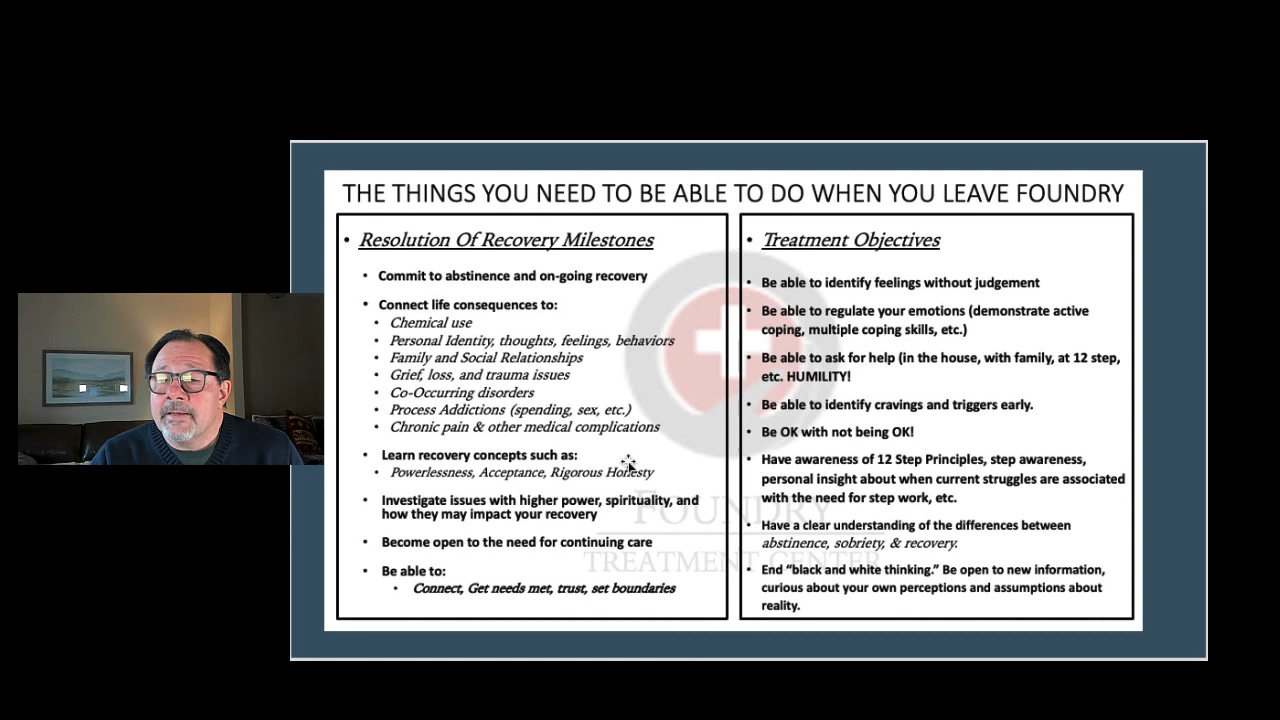 THE THINGS YOU NEED TO BE ABLE TO DO WHEN YOU LEAVE FOUNDRY
• Resolution Of Recovery Milestones
• Commit to abstinence and on-going recovery
• Connect life consequences to:
• Chemical use
• Personal Identity, thoughts, feelings, behaviors
• Family and Social Relationships
• Grief, loss, and trauma issues
• Co-Occurring disorders
• Process Addictions (spending, sex, etc.)
• Chronic pain & other medical complications
• Learn recovery concepts such as:
• Powerlessness, Acceptance, Rigorous Honesty
• Investigate issues with higher power, spirituality, and
how they may impact your recovery
• Become open to the need for continuing care
• Be able to:
• Connect, Get needs met, trust, set boundaries
• Treatment Objectives
• Be able to identify feelings without judgement
• Be able to regulate your emotions (demonstrate active
coping, multiple coping skills, etc.)
• Be able to ask for help (in the house, with family, at 12 step,
etc. HUMILITY!
• Be able to identify cravings and triggers early.
• Be OK with not being OK!
• Have awareness of 12 Step Principles, step awareness,
personal insight about when current struggles are associated
with the need for step work, etc.
• Have a clear understanding of the differences between
abstinence, sobriety, & recovery.
• End “black and white thinking.” Be open to new information,
curious about your own perceptions and assumptions about
reality.
FOUNDRY
TREATMENT CENTER